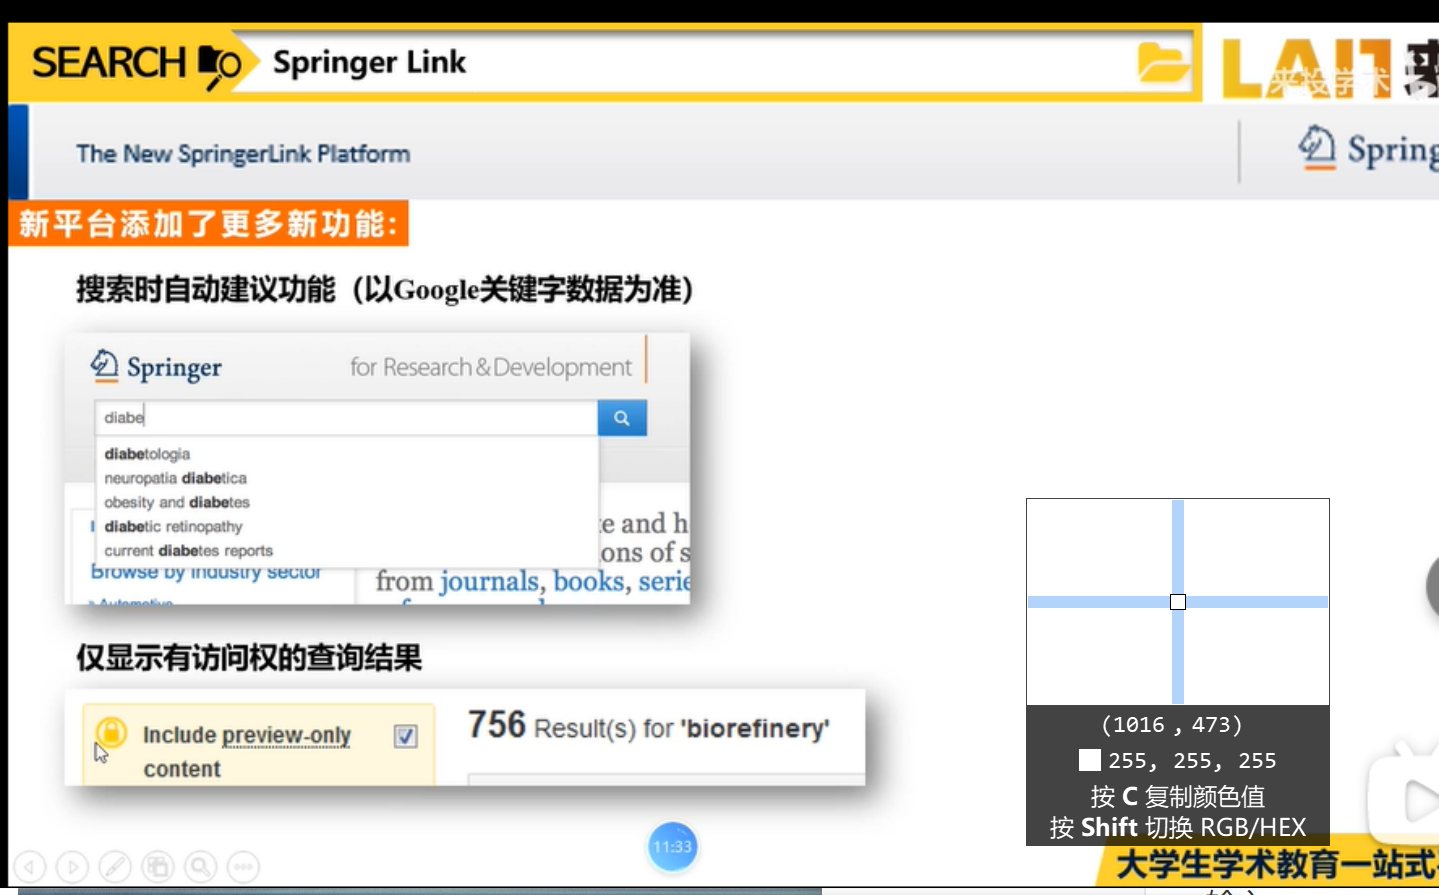 SEARCH Springer Link
来投学术
The New SpringerLink Platform
新平台添加了更多新功能:
搜索时自动建议功能（以Google关键字数据为准）
Springer for Research & Development
diabe
diabetologia
neuropatia diabetica
obesity and diabetes
diabetic retinopathy
current diabetes reports
e and h
ons of s
Browse by industry sector
from journals, books, serie
» Automotive
仅显示有访问权的查询结果
Include preview-only content
756 Result(s) for 'biorefinery'
(1016 , 473)
255, 255, 255
按 C 复制颜色值
按 Shift 切换 RGB/HEX
11:33
大学生学术教育一站式